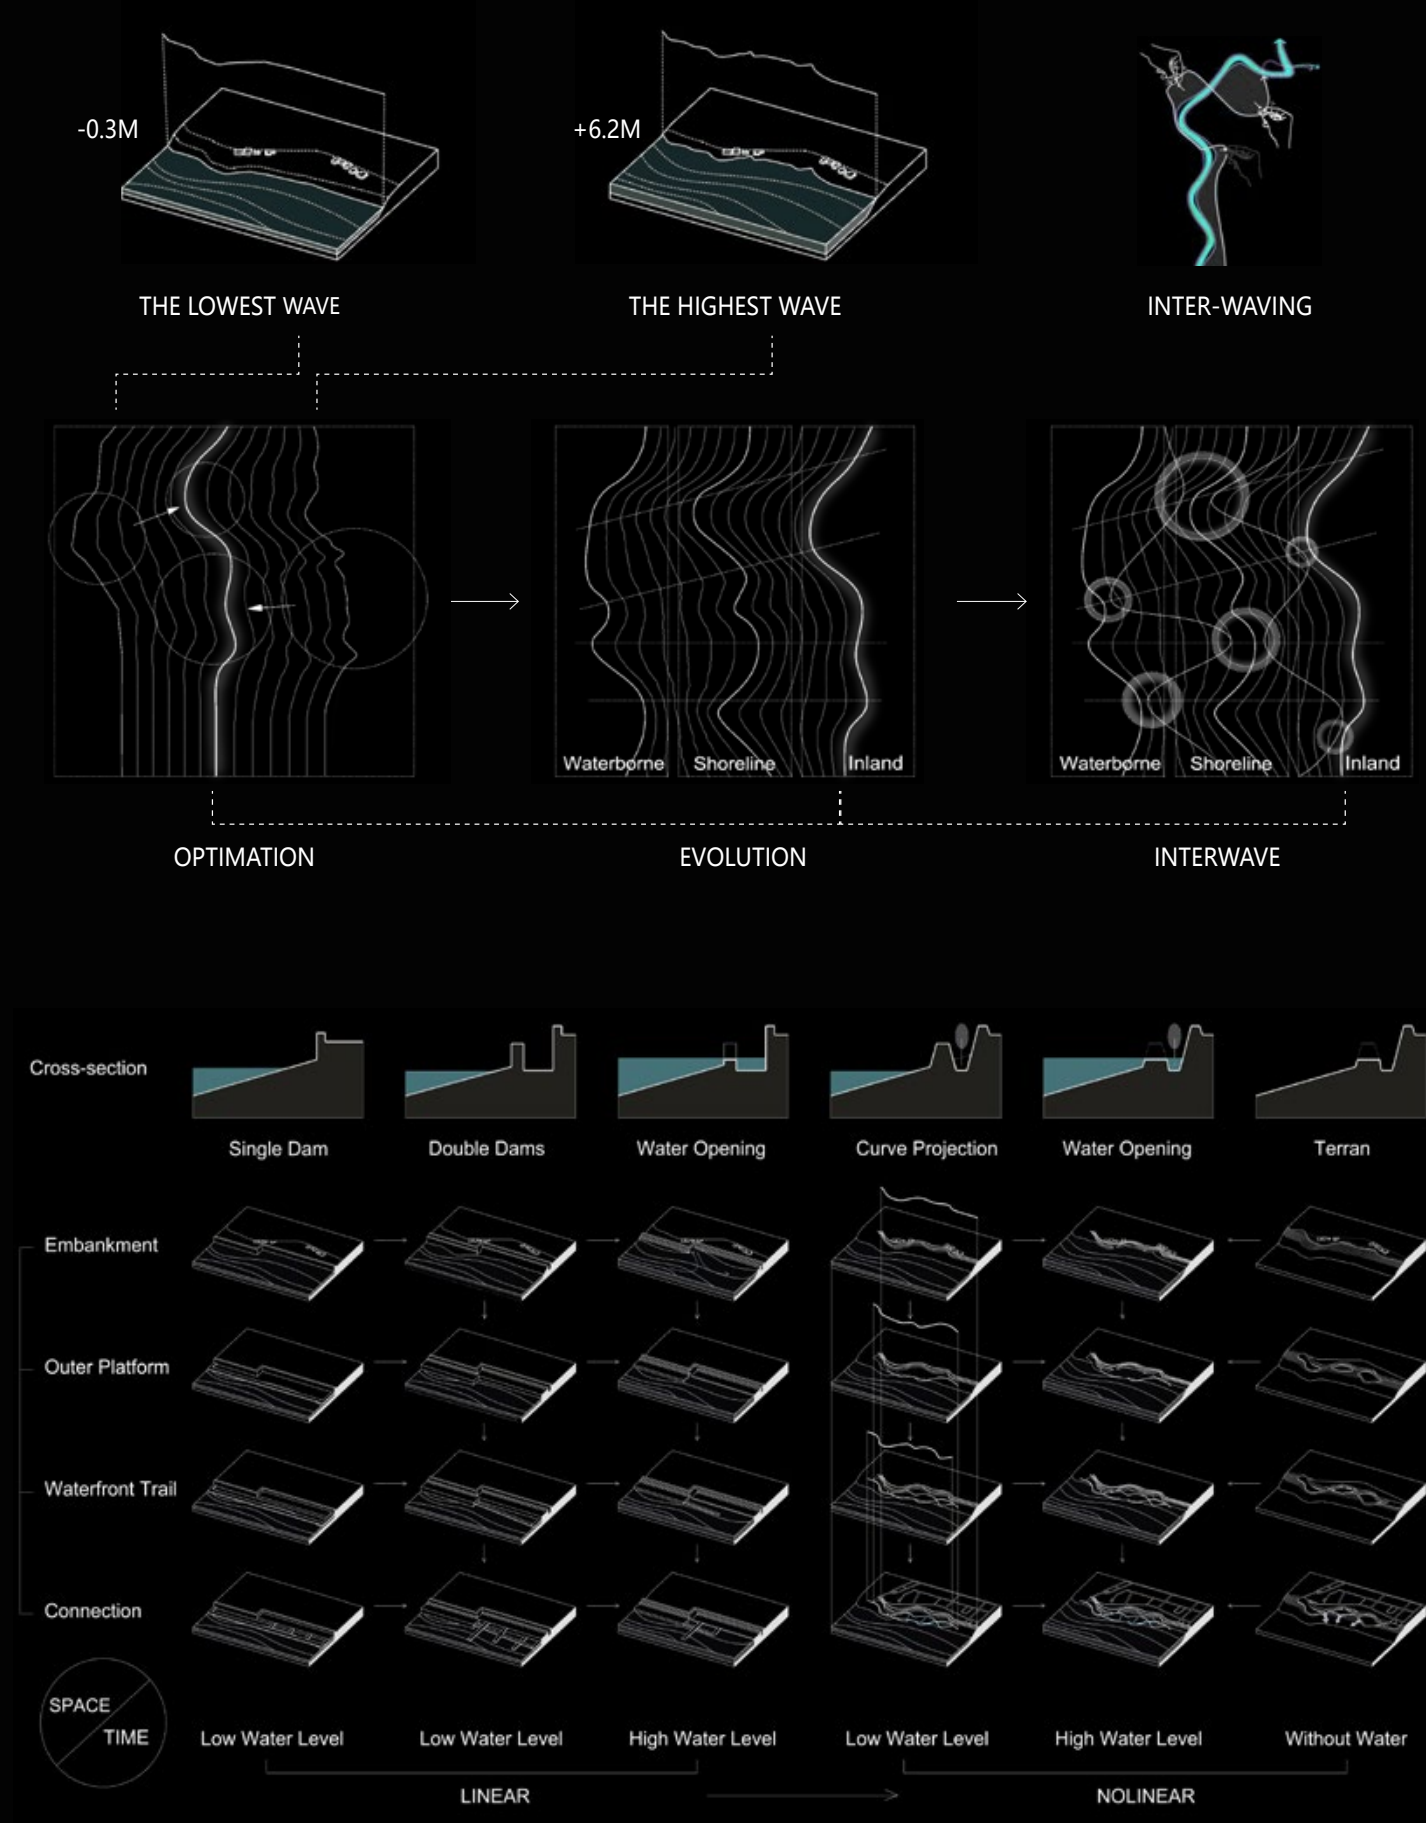 -0.3M
+6.2M
THE LOWEST WAVE
THE HIGHEST WAVE
INTER-WAVING
Waterborne
Shoreline
Inland
Waterborne
Shoreline
Inland
OPTIMATION
EVOLUTION
INTERWAVE
Cross-section
Single Dam
Double Dams
Water Opening
Curve Projection
Water Opening
Terran
Embankment
Outer Platform
Waterfront Trail
Connection
SPACE
TIME
Low Water Level
Low Water Level
High Water Level
Low Water Level
High Water Level
Without Water
LINEAR
NOLINEAR